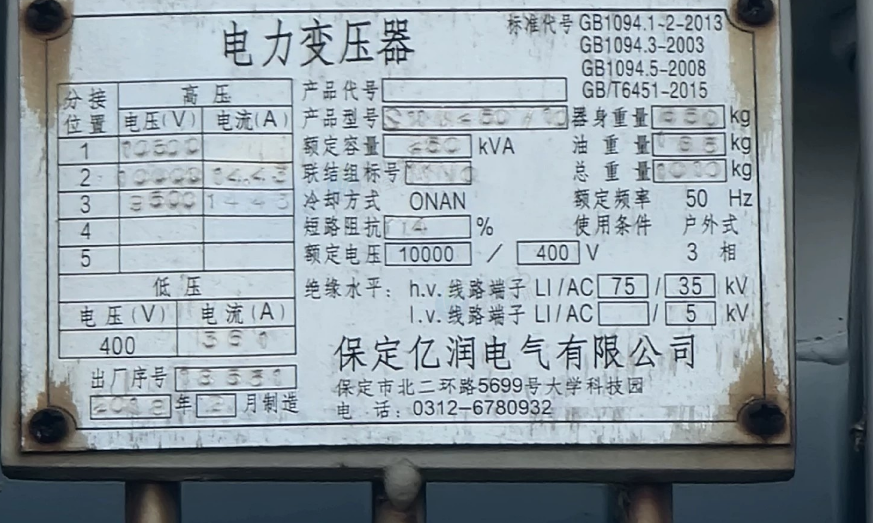 电力变压器
标准代号 GB1094.1-2-2013
GB1094.3-2003
GB1094.5-2008
GB/T6451-2015
分接位置 高压
电压(V) 电流(A)
1 10500
2 10000 14.43
3 9500
4
5
低压
电压(V) 电流(A)
400
出厂序号
年 月制造
产品代号
产品型号
额定容量 kVA
联结组标号
冷却方式 ONAN
短路阻抗 %
额定电压 10000 / 400 V
器身重量 kg
油重量 kg
总重量 kg
额定频率 50 Hz
使用条件 户外式
3 相
绝缘水平: h.v.线路端子 LI/AC 75 / 35 kV
l.v.线路端子 LI/AC / 5 kV
保定亿润电气有限公司
保定市北二环路5699号大学科技园
电 话: 0312-6780932